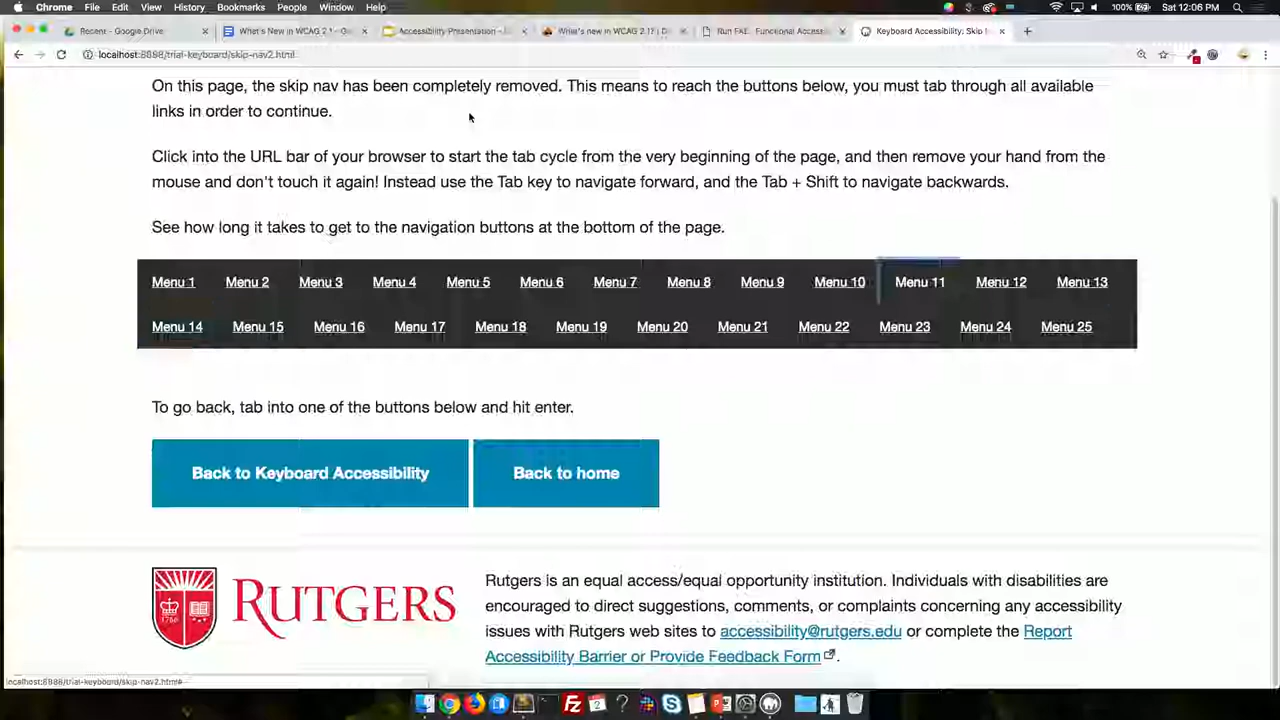 Chrome File Edit View History Bookmarks People Window Help 100% Sat 12:06 PM
Recent - Google Drive What's New in WCAG 2.1 - G Accessibility Presentation - What's new in WCAG 2.1? | D Run FAE, Functional Access Keyboard Accessibility: Skip
localhost:8888/trial-keyboard/skip-nav2.html
On this page, the skip nav has been completely removed. This means to reach the buttons below, you must tab through all available
links in order to continue.
Click into the URL bar of your browser to start the tab cycle from the very beginning of the page, and then remove your hand from the
mouse and don't touch it again! Instead use the Tab key to navigate forward, and the Tab + Shift to navigate backwards.
See how long it takes to get to the navigation buttons at the bottom of the page.
Menu 1 Menu 2 Menu 3 Menu 4 Menu 5 Menu 6 Menu 7 Menu 8 Menu 9 Menu 10 Menu 11 Menu 12 Menu 13
Menu 14 Menu 15 Menu 16 Menu 17 Menu 18 Menu 19 Menu 20 Menu 21 Menu 22 Menu 23 Menu 24 Menu 25
To go back, tab into one of the buttons below and hit enter.
Back to Keyboard Accessibility Back to home
1766 RUTGERS
Rutgers is an equal access/equal opportunity institution. Individuals with disabilities are
encouraged to direct suggestions, comments, or complaints concerning any accessibility
issues with Rutgers web sites to accessibility@rutgers.edu or complete the Report
Accessibility Barrier or Provide Feedback Form.
localhost:8888/trial-keyboard/skip-nav2.html#